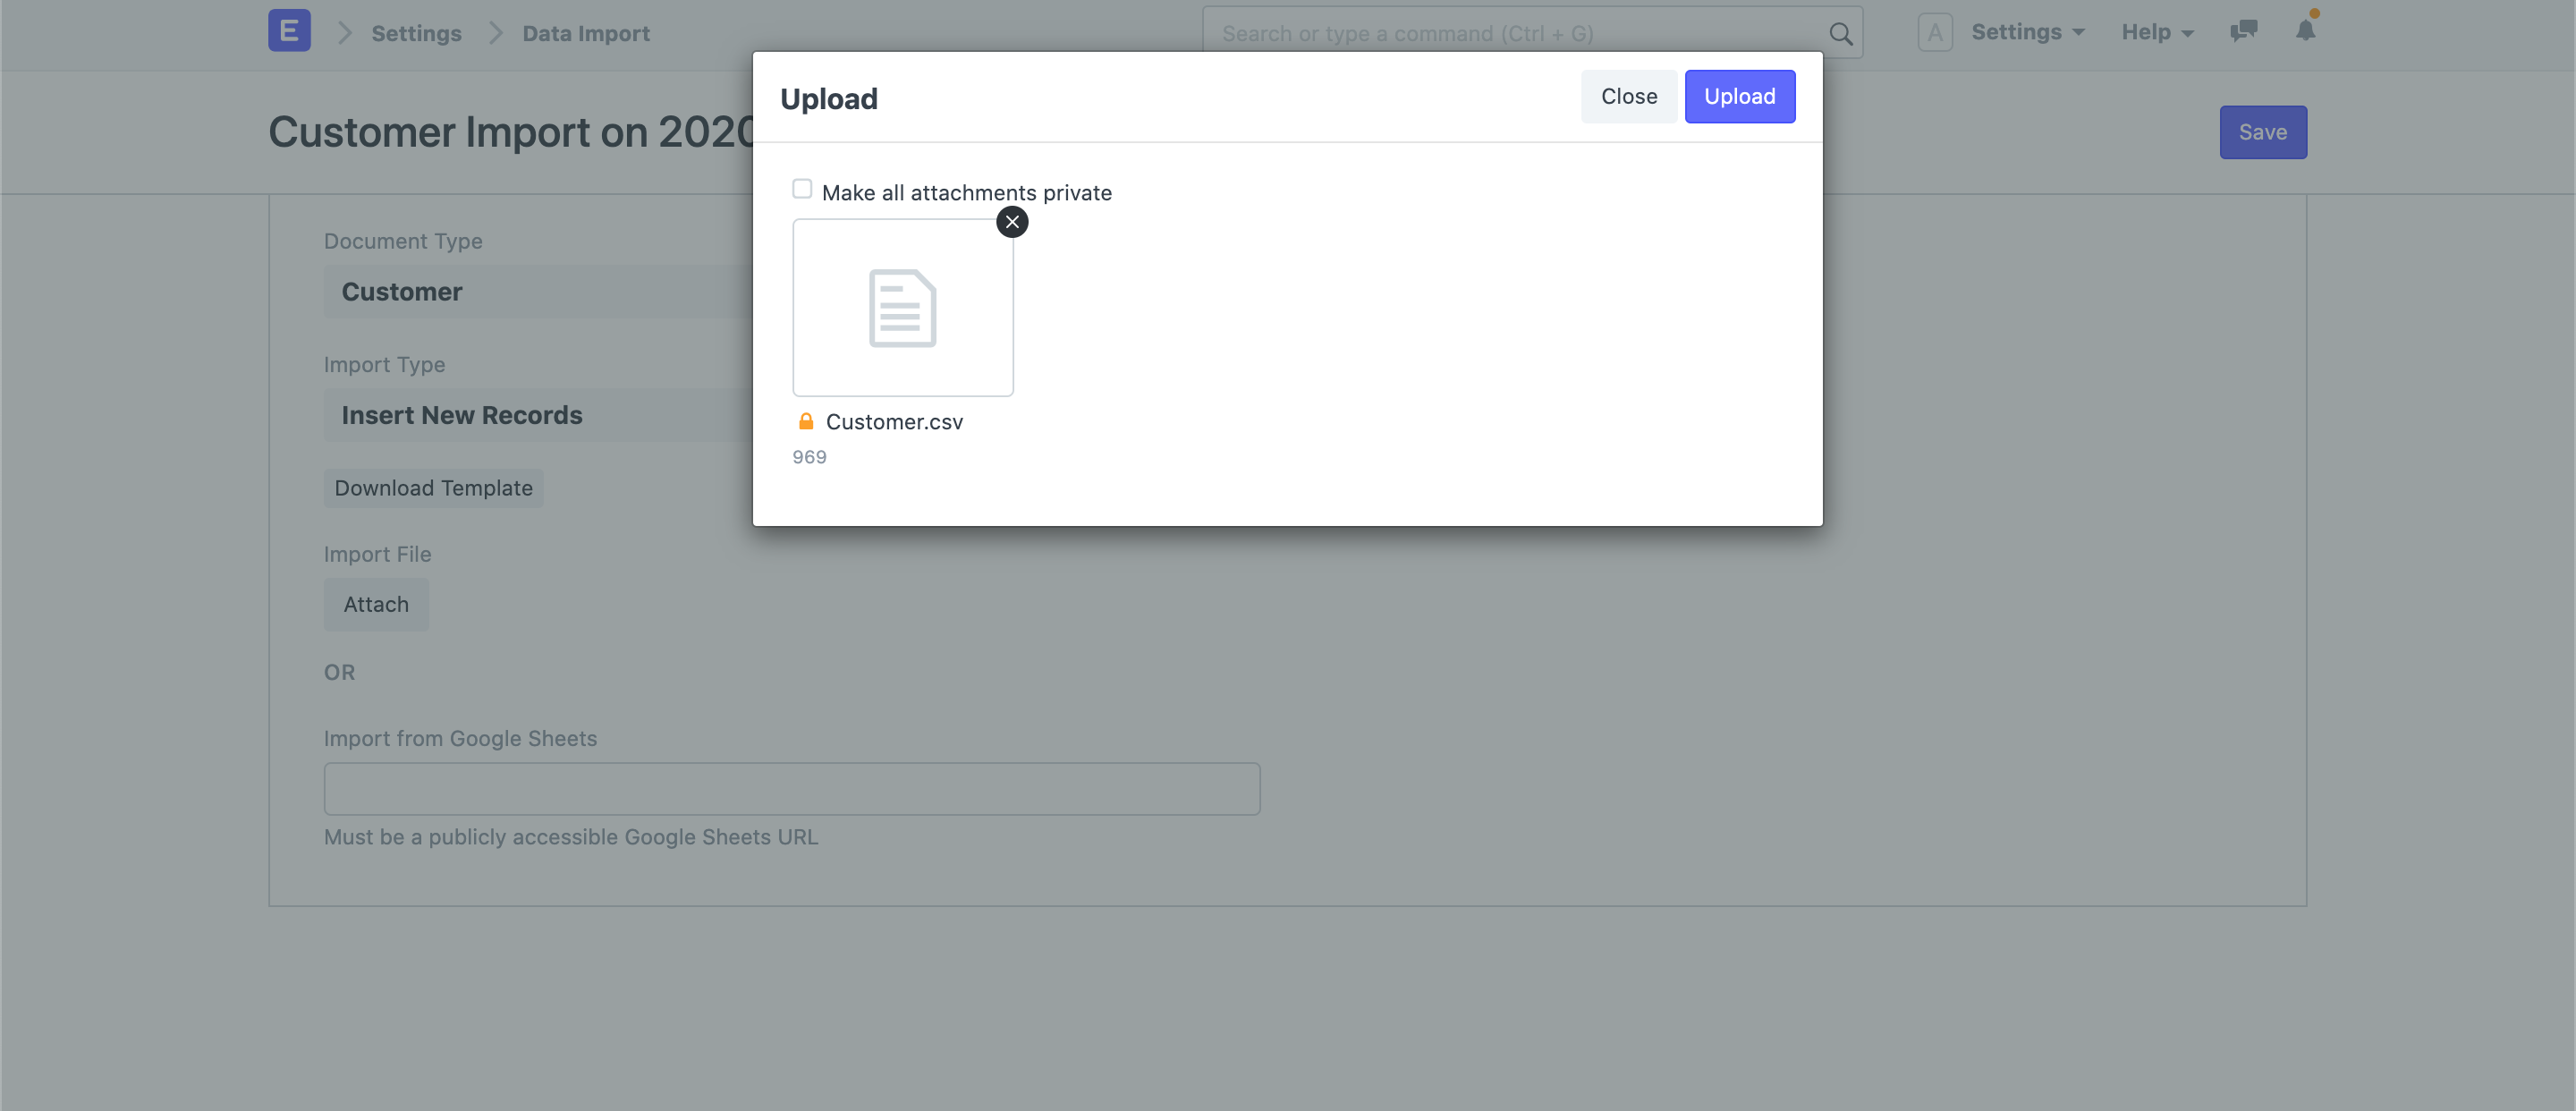 E Settings Data Import Search or type a command (Ctrl + G) A Settings Help
Customer Import on 2020
Save
Upload Close Upload
Make all attachments private
Customer.csv
969
Document Type
Customer
Import Type
Insert New Records
Download Template
Import File
Attach
OR
Import from Google Sheets
Must be a publicly accessible Google Sheets URL